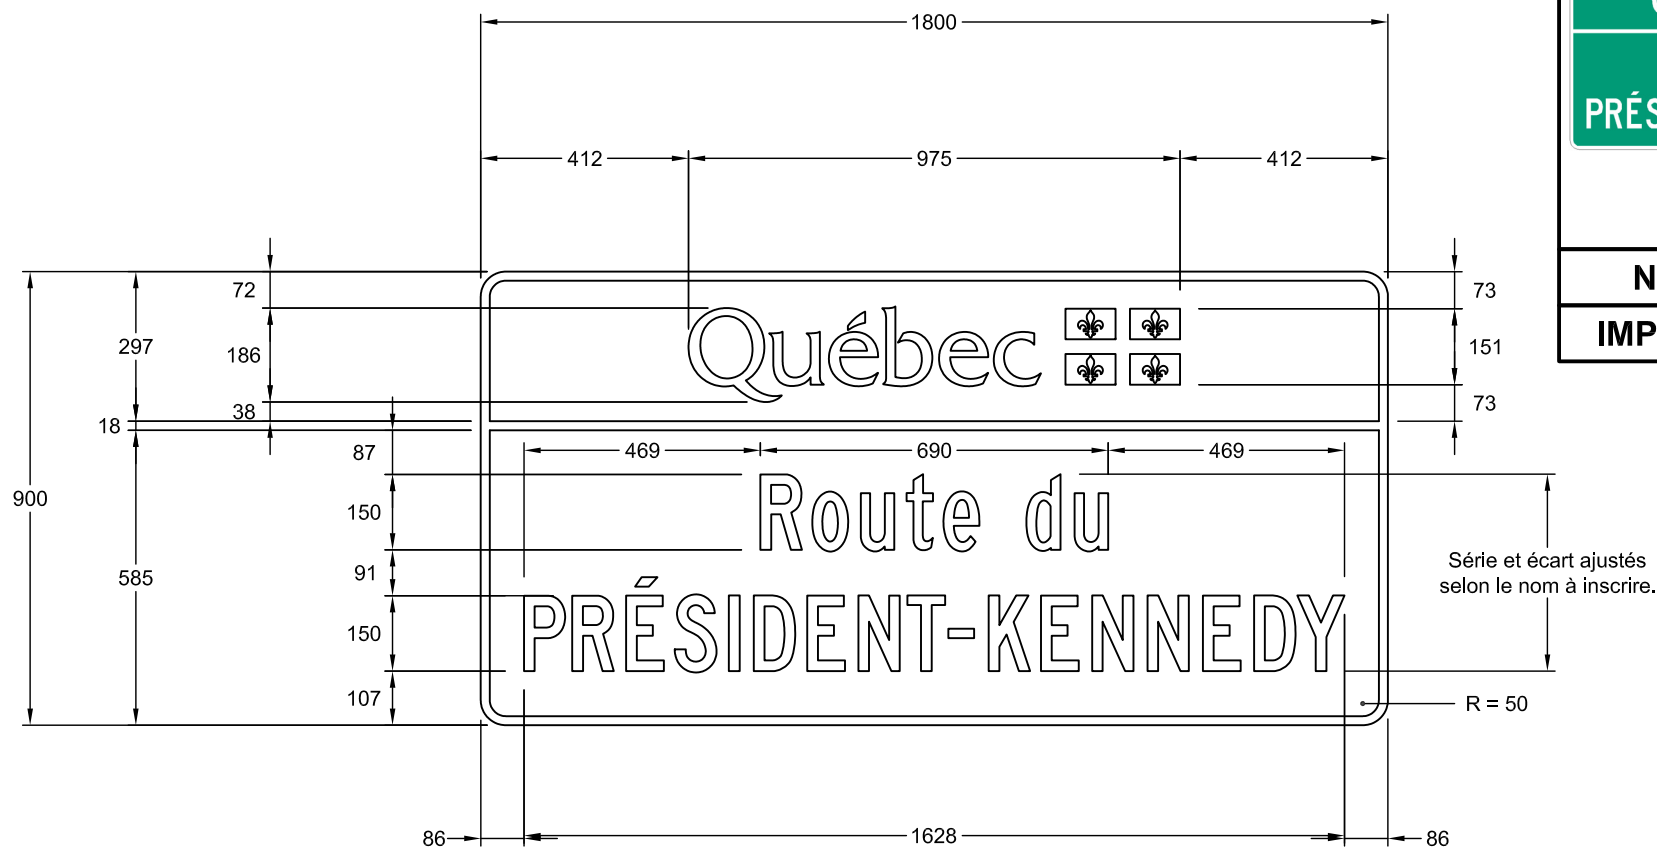 1800
412 975 412
72
297
186
38
18
87
900
150
91
585
150
107
73
151
73
Québec
469 690 469
Route du
PRÉSIDENT-KENNEDY
Série et écart ajustés
selon le nom à inscrire.
R = 50
86 1628 86